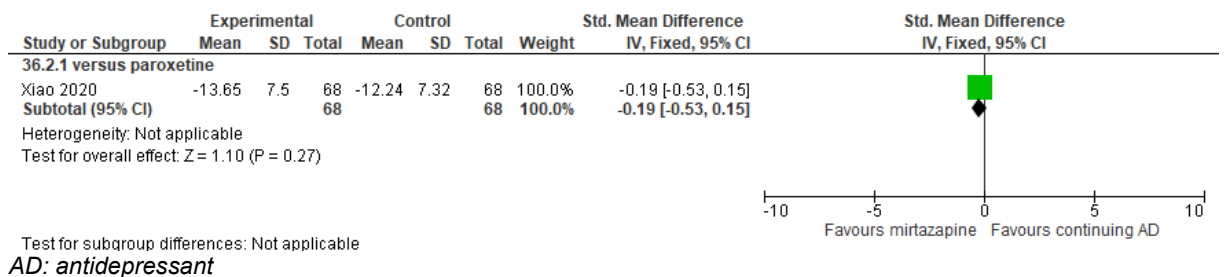 Experimental Control Std. Mean Difference Std. Mean Difference
Study or Subgroup Mean SD Total Mean SD Total Weight IV, Fixed, 95% CI IV, Fixed, 95% CI
36.2.1 versus paroxetine
Xiao 2020 -13.65 7.5 68 -12.24 7.32 68 100.0% -0.19 [-0.53, 0.15]
Subtotal (95% CI) 68 68 100.0% -0.19 [-0.53, 0.15]
Heterogeneity: Not applicable
Test for overall effect: Z = 1.10 (P = 0.27)
-10 -5 0 5 10
Favours mirtazapine Favours continuing AD
Test for subgroup differences: Not applicable
AD: antidepressant